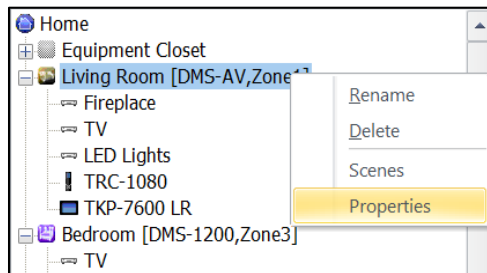 Home
Equipment Closet
Living Room [DMS-AV,Zone1]
Fireplace
TV
LED Lights
TRC-1080
TKP-7600 LR
Bedroom [DMS-1200,Zone3]
TV
Rename
Delete
Scenes
Properties